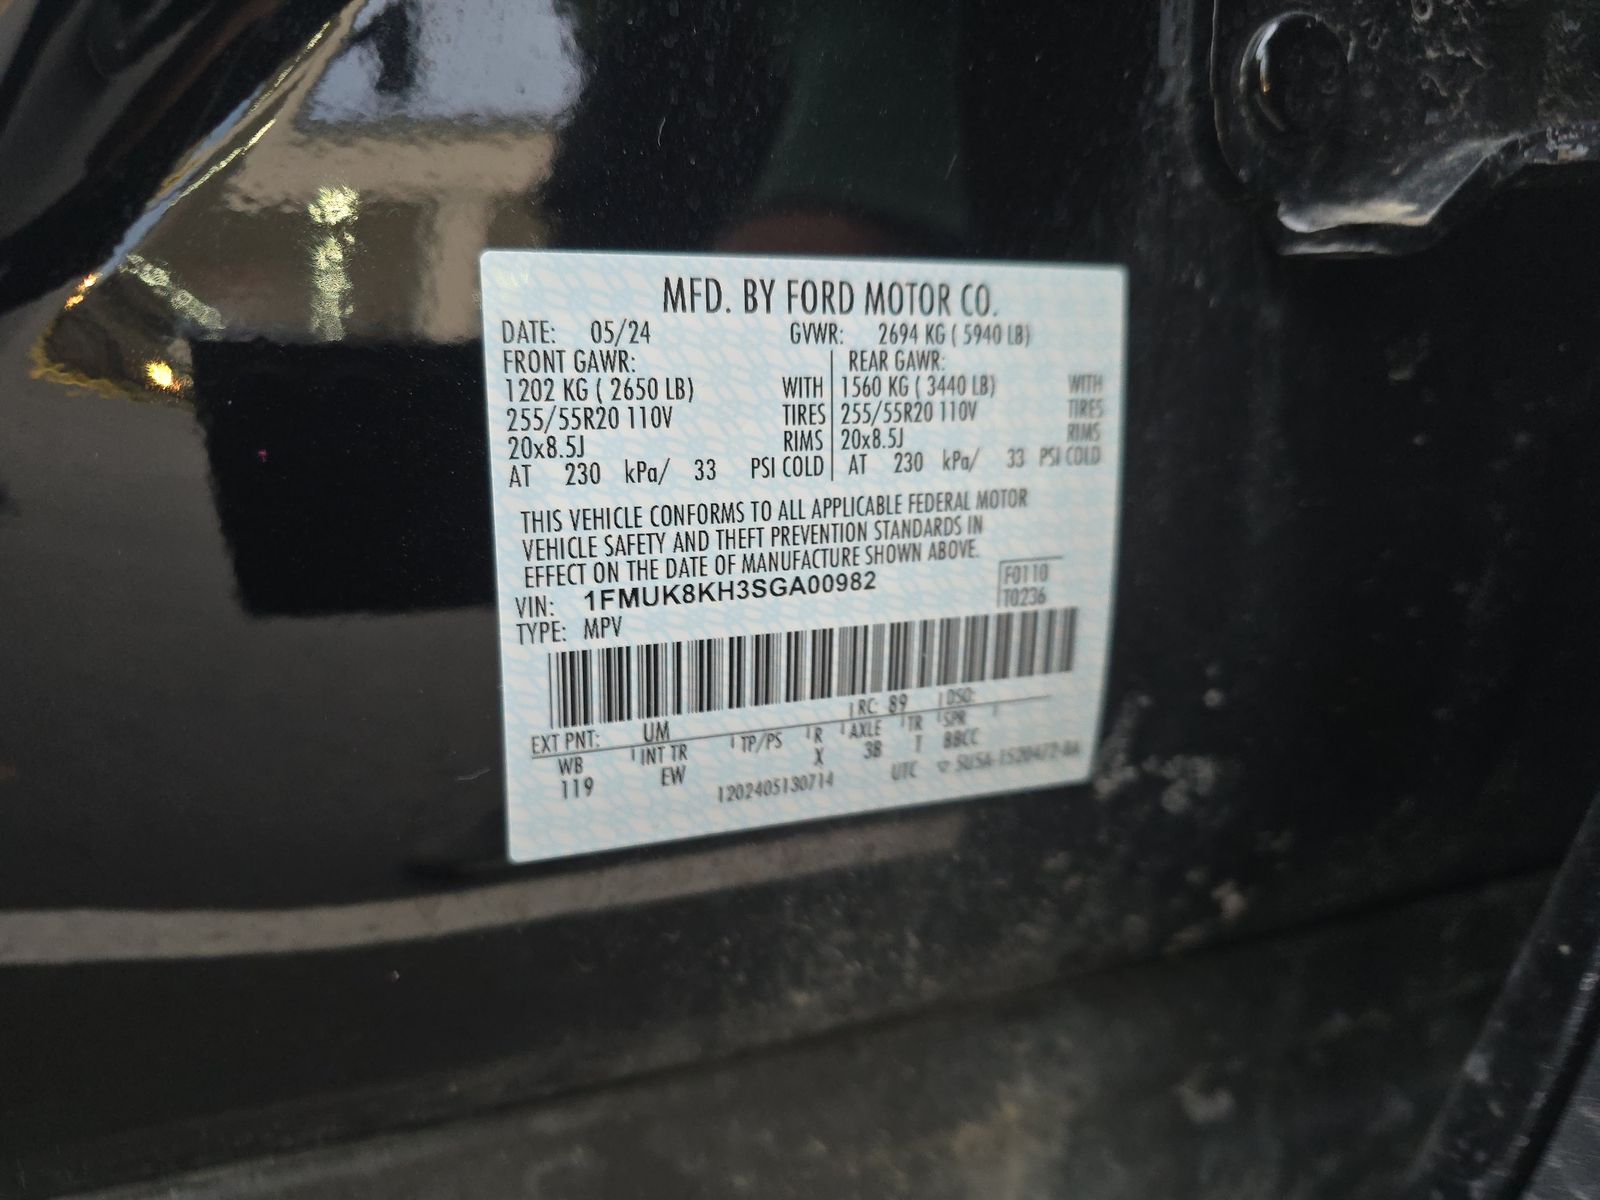 MFD. BY FORD MOTOR CO.
DATE: 05/24 GVWR: 2694 KG ( 5940 LB)
FRONT GAWR: REAR GAWR:
1202 KG ( 2650 LB) WITH 1560 KG ( 3440 LB) WITH
255/55R20 110V TIRES 255/55R20 110V TIRES
20x8.5J RIMS 20x8.5J RIMS
AT 230 kPa/ 33 PSI COLD AT 230 kPa/ 33 PSI COLD
THIS VEHICLE CONFORMS TO ALL APPLICABLE FEDERAL MOTOR
VEHICLE SAFETY AND THEFT PREVENTION STANDARDS IN
EFFECT ON THE DATE OF MANUFACTURE SHOWN ABOVE.
VIN: 1FMUK8KH3SGA00982 F0110
TYPE: MPV T0236
EXT PNT: UM RC: 89 DSO:
WB INT TR TP/PS R AXLE TR SPR
119 EW X 38 T BBCC
1202405130714 UTC